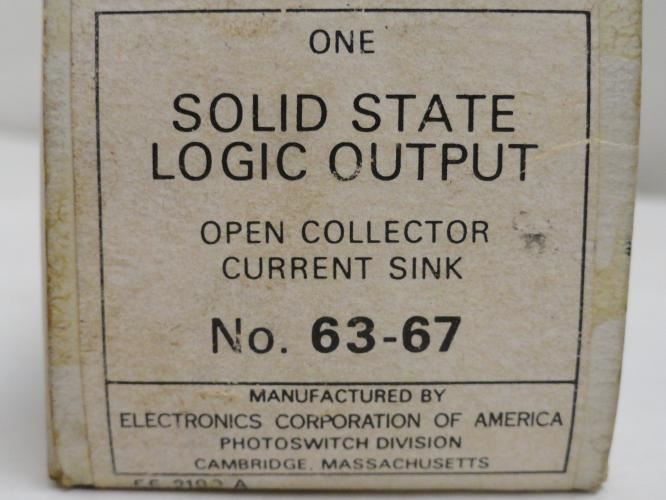 ONE
SOLID STATE
LOGIC OUTPUT
OPEN COLLECTOR
CURRENT SINK
No. 63-67
MANUFACTURED BY
ELECTRONICS CORPORATION OF AMERICA
PHOTOSWITCH DIVISION
CAMBRIDGE, MASSACHUSETTS